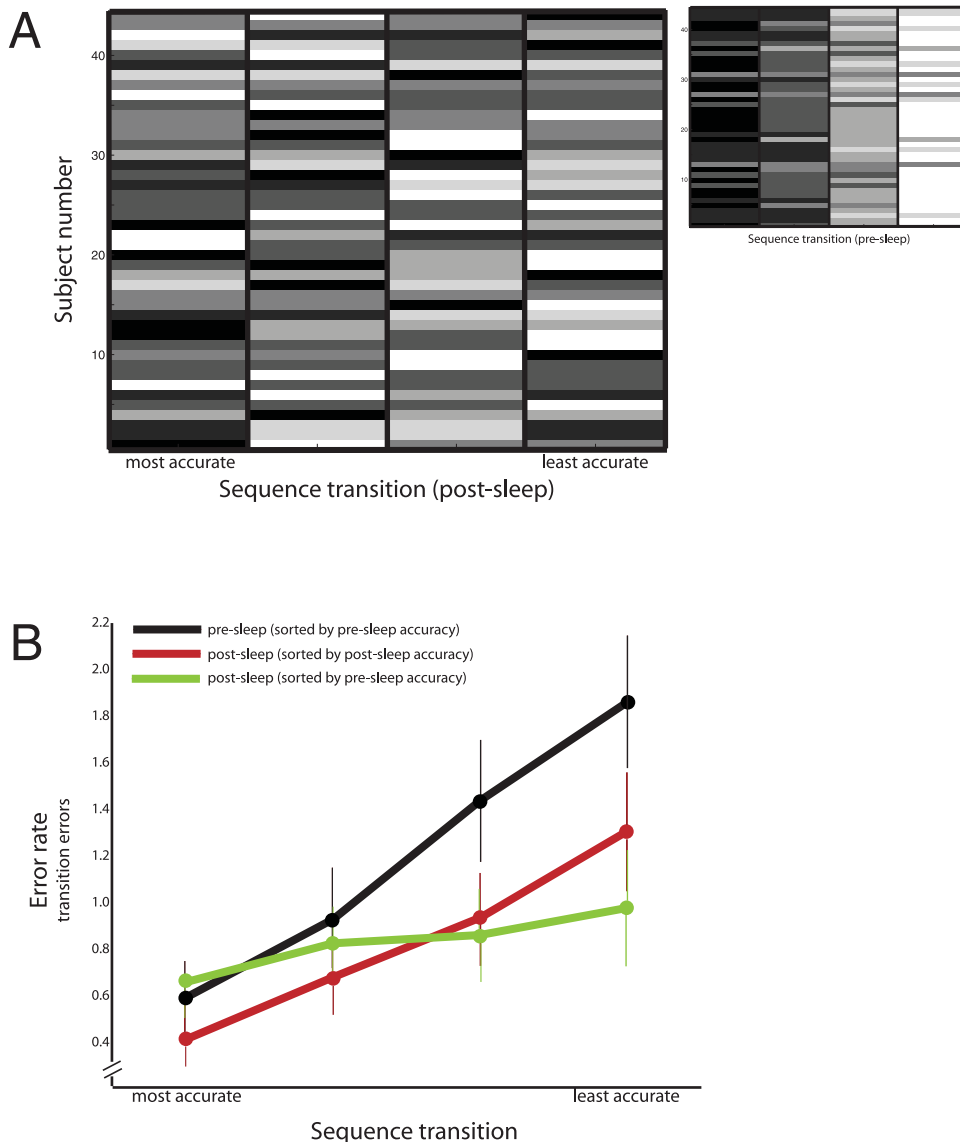 A
40
30
20
10
Subject number
most accurate
least accurate
Sequence transition (post-sleep)
40
30
20
10
Sequence transition (pre-sleep)
B
2.2
2.0
1.8
1.6
1.4
1.2
1.0
0.8
0.6
0.4
Error rate
transition errors
pre-sleep (sorted by pre-sleep accuracy)
post-sleep (sorted by post-sleep accuracy)
post-sleep (sorted by pre-sleep accuracy)
most accurate
least accurate
Sequence transition